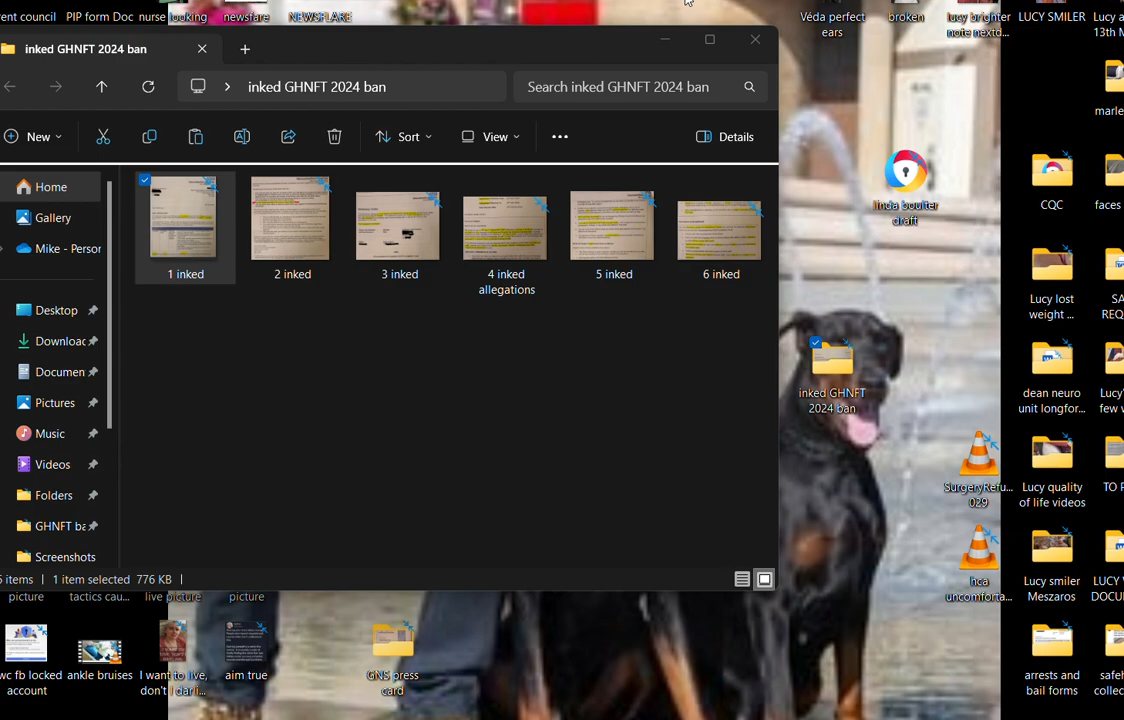 ent council
PIP form Doc
nurse looking
newsfare
NEWSFLARE
Véda perfect
ears
broken
lucy brighter
note nextd...
LUCY SMILER
Lucy a
13th M
inked GHNFT 2024 ban
inked GHNFT 2024 ban
Search inked GHNFT 2024 ban
New
Sort
View
Details
Home
Gallery
Mike - Persor
Desktop
Downloac
Documen
Pictures
Music
Videos
Folders
GHNFT ba
Screenshots
1 inked
2 inked
3 inked
4 inked
allegations
5 inked
6 inked
items
1 item selected
776 KB
marle
linda boulter
draft
CQC
faces
Lucy lost
weight ...
SA
REQ
inked GHNFT
2024 ban
dean neuro
unit longfor...
Lucy'
few v
SurgeryRefu...
029
Lucy quality
of life videos
TO P
hca
uncomforta...
Lucy smiler
Meszaros
LUCY
DOCU
picture
tactics cau...
live picture
picture
wc fb locked
account
ankle bruises
I want to live,
don't I darli...
aim true
GNS press
card
arrests and
bail forms
safeh
collec